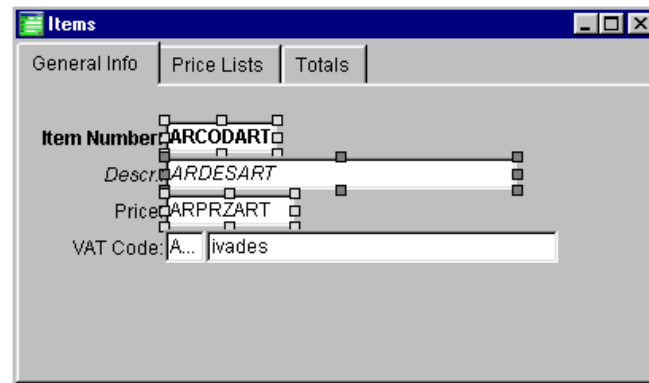 Items
General Info Price Lists Totals
Item Number: ARCODART
Descr. ARDESART
Price ARPRZART
VAT Code: A... ivades